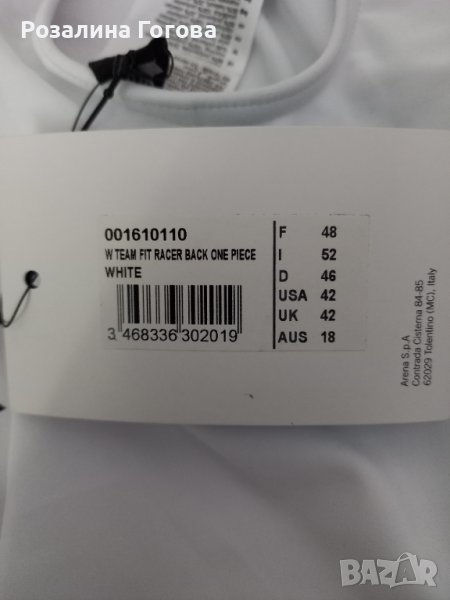 Розалина Гогова
001610110
W TEAM FIT RACER BACK ONE PIECE
WHITE
3 468336 302019
F 48
I 52
D 46
USA 42
UK 42
AUS 18
Arena S.p.A
Contrada Cisterna 84-85
62029 Tolentino (MC), Italy
BAZAR